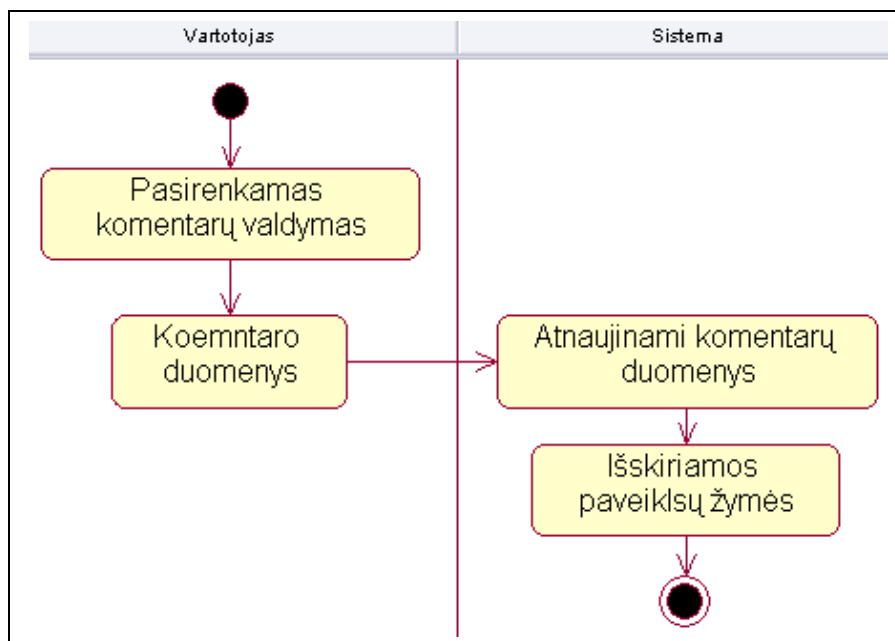 Vartotojas
Sistema
Pasirenkamas
komentarų valdymas
Koemntaro
duomenys
Atnaujinami komentarų
duomenys
Išskiriamos
paveiklsų žymės